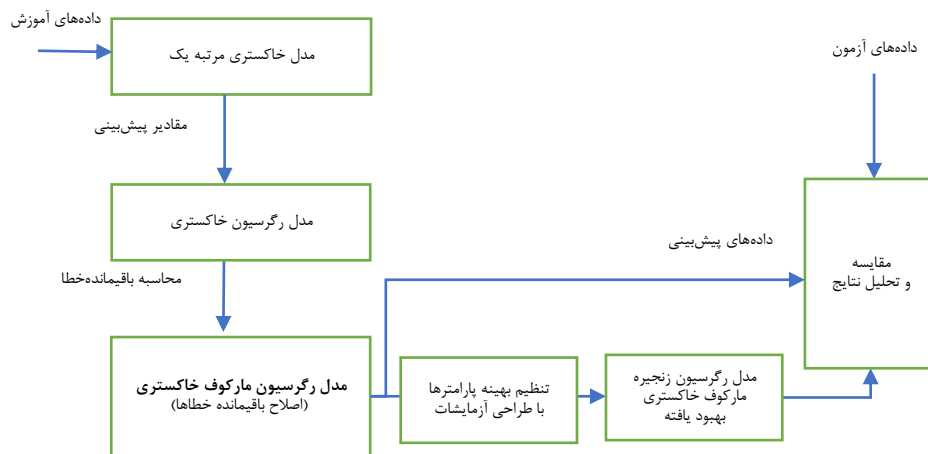 داده‌های آموزش
مدل خاکستری مرتبه یک
داده‌های آزمون
مقادیر پیش‌بینی
مدل رگرسیون خاکستری
داده‌های پیش‌بینی
مقایسه
و تحلیل نتایج
محاسبه باقیمانده‌خطا
مدل رگرسیون مارکوف خاکستری
(اصلاح باقیمانده خطاها)
تنظیم بهینه پارامترها
با طراحی آزمایشات
مدل رگرسیون زنجیره
مارکوف خاکستری
بهبود یافته